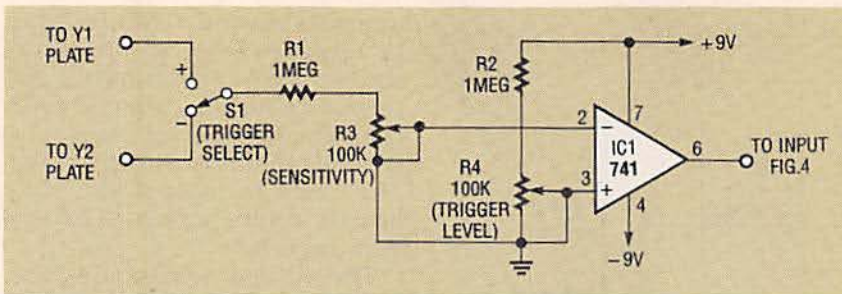 TO Y1
PLATE
+
−
TO Y2
PLATE
S1
(TRIGGER
SELECT)
R1
1MEG
R3
100K
(SENSITIVITY)
R2
1MEG
R4
100K
(TRIGGER
LEVEL)
+9V
7
2
−
IC1
741
3
+
6
4
−9V
TO INPUT
FIG.4